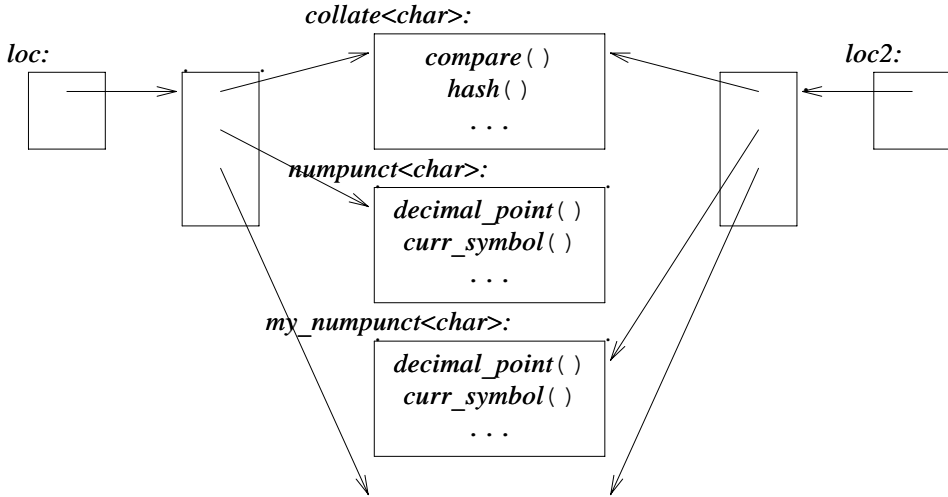 collate<char>:
loc:
loc2:
compare()
hash()
...
numpunct<char>:
decimal_point()
curr_symbol()
...
my_numpunct<char>:
decimal_point()
curr_symbol()
...